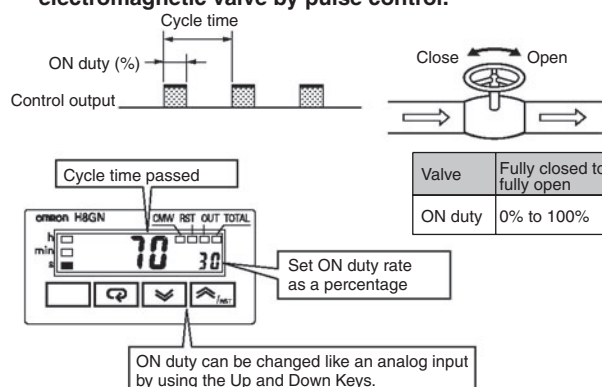 electromagnetic valve by pulse control.
Cycle time
ON duty (%)
Control output
Close
Open
Valve
Fully closed to
fully open
ON duty
0% to 100%
Cycle time passed
omron H8GN
CMW RST OUT TOTAL
h
min
s
70
30
/RST
Set ON duty rate
as a percentage
ON duty can be changed like an analog input
by using the Up and Down Keys.